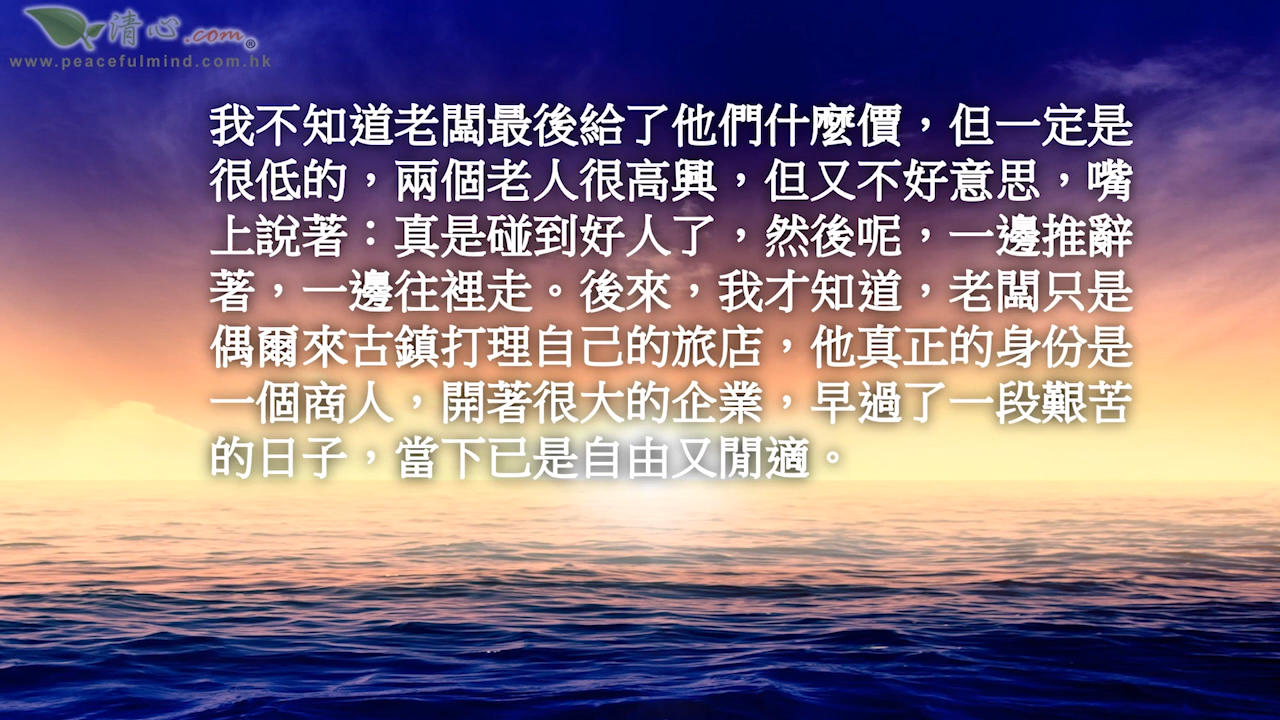 清心.com®
www.peacefulmind.com.hk
我不知道老闆最後給了他們什麼價，但一定是
很低的，兩個老人很高興，但又不好意思，嘴
上說著：真是碰到好人了，然後呢，一邊推辭
著，一邊往裡走。後來，我才知道，老闆只是
偶爾來古鎮打理自己的旅店，他真正的身份是
一個商人，開著很大的企業，早過了一段艱苦
的日子，當下已是自由又閒適。